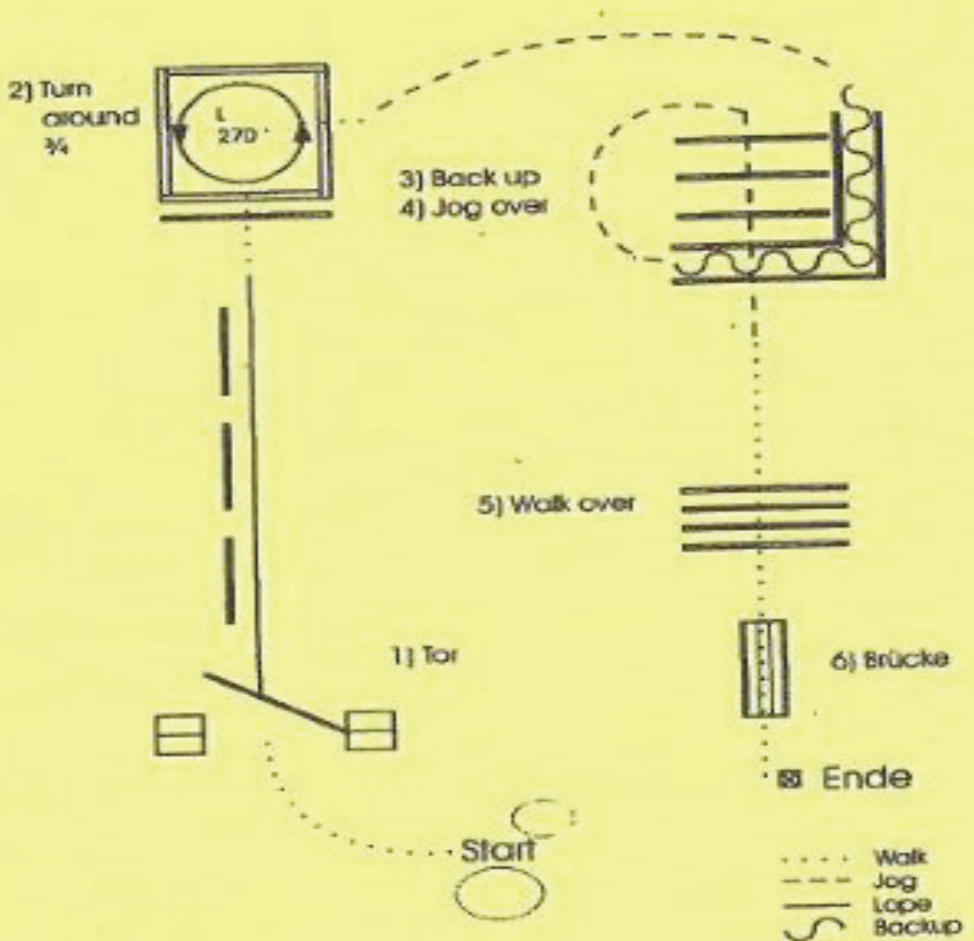 2) Turn
around
¾
L
270°
3) Back up
4) Jog over
5) Walk over
1) Tor
6) Brücke
Ende
Start
Walk
Jog
Lope
Backup